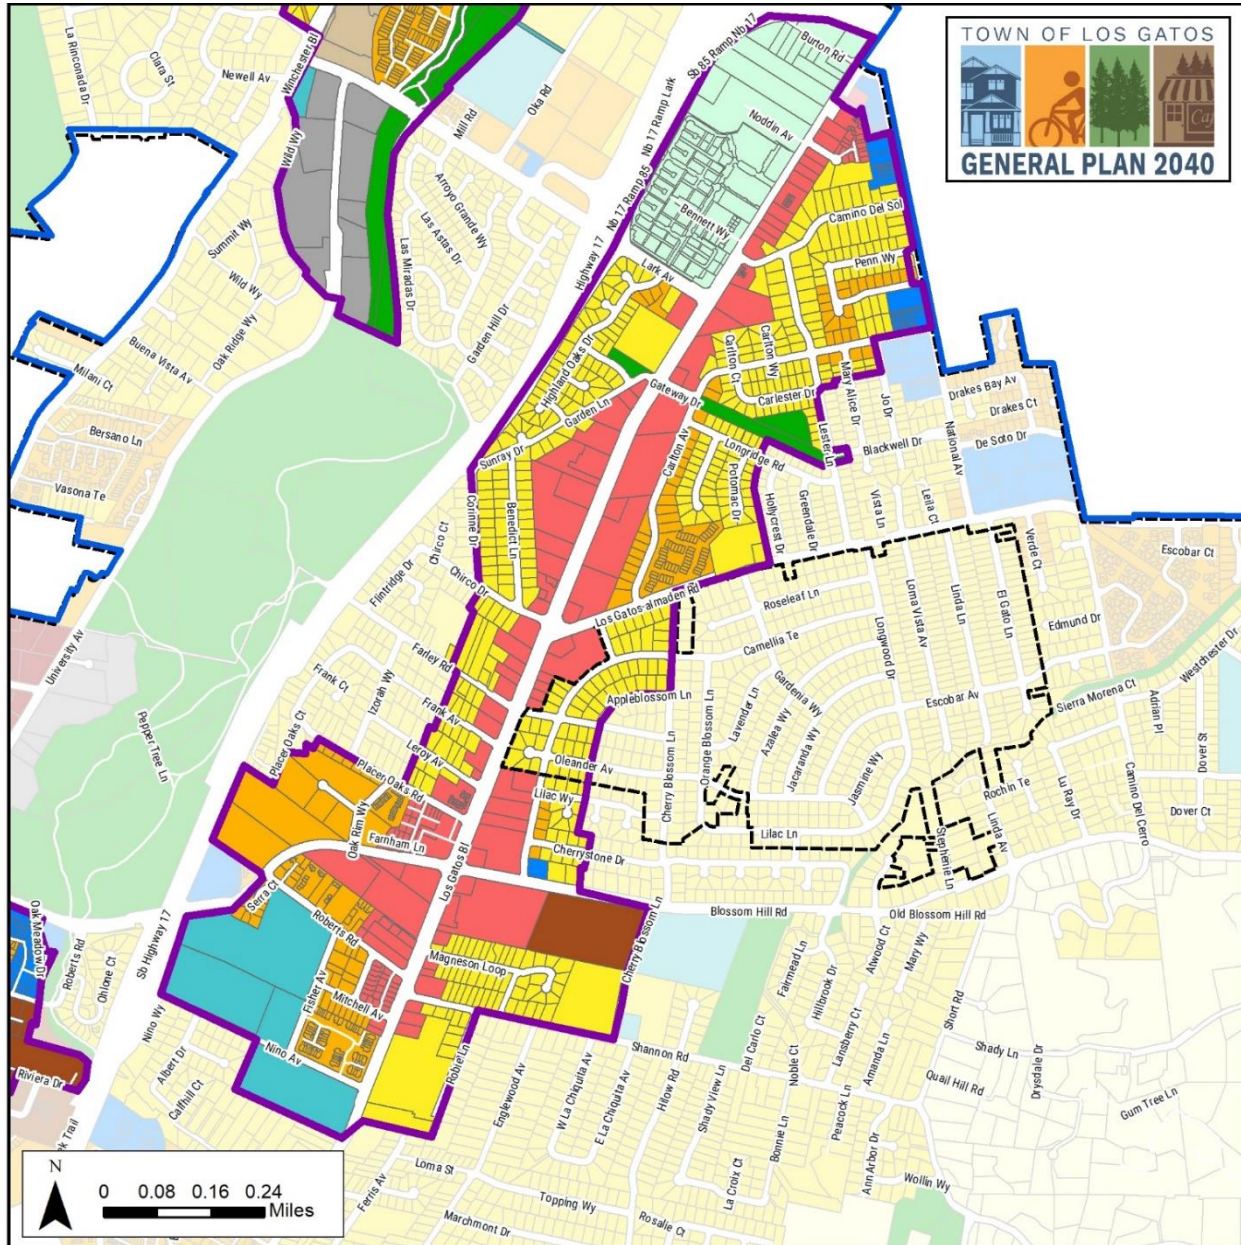 TOWN OF LOS GATOS
Café
GENERAL PLAN 2040
La Rinconada Dr
Clara St
Newell Av
Winchester Bl
Wild Wy
Mill Rd
Oka Rd
Nb 17 Ramp Lark
Sb 85 Ramp Nb 17
Burton Rd
Noddin Av
Highway 17
Nb 17 Ramp 85
Bennett Wy
Lark Av
Camino Del Sol
Penn Wy
Arroyo Grande Wy
Las Astas Dr
Las Miradas Dr
Garden Hill Dr
Summit Wy
Wild Wy
Oak Ridge Wy
Buena Vista Av
Milani Ct
Bersano Ln
Vasona Te
Highland Oaks Dr
Garden Ln
Sunray Dr
Corinne Dr
Benedict Ln
Gateway Dr
Carlton Ct
Carlton Wy
Carlester Dr
Mary Alice Dr
Lester Ln
Jo Dr
Blackwell Dr
National Av
Drakes Bay Av
Drakes Ct
De Soto Dr
Carlton Av
Longridge Rd
Potomac Dr
Hollycrest Dr
Greendale Dr
Vista Ln
Leila Ct
Verde Ct
Escobar Ct
Chirco Ct
Chirco Dr
Flintridge Dr
Los Gatos-almaden Rd
Roseleaf Ln
Camellia Te
Longwood Dr
Loma Vista Av
Linda Ln
El Gato Ln
Edmund Dr
Westchester Dr
University Av
Pepper Tree Ln
Frank Ct
Izorah Wy
Farley Rd
Frank Av
Leroy Av
Placer Oaks Ct
Placer Oaks Rd
Appleblossom Ln
Oleander Av
Lilac Wy
Cherry Blossom Ln
Orange Blossom Ln
Lavender Ln
Azalea Wy
Gardenia Wy
Jacaranda Wy
Jasmine Wy
Escobar Av
Sierra Morena Ct
Adrian Pl
Dover St
Camino Del Cerro
Lu Ray Dr
Rochin Te
Linda Av
Stephenie Ln
Dover Ct
Lilac Ln
Oak Rim Wy
Farnham Ln
Los Gatos Bl
Cherrystone Dr
Blossom Hill Rd
Old Blossom Hill Rd
Serra Ct
Roberts Rd
Oak Meadow Dr
Roberts Rd
Ohlone Ct
Sb Highway 17
Magneson Loop
Cherry Blossom Ln
Fisher Av
Mitchell Av
Nino Av
Nino Wy
Albert Dr
Calfhill Ct
Riviera Dr
Robie Ln
Shannon Rd
Englewood Av
W La Chiquita Av
E La Chiquita Av
Hilow Rd
Shady View Ln
Del Carlo Ct
Noble Ct
Bonnie Ln
Peacock Ln
Fairmead Ln
Hillbrook Dr
Lansberry Ct
Atwood Ct
Mary Wy
Amanda Ln
Short Rd
Shady Ln
Quail Hill Rd
Drysdale Dr
Gum Tree Ln
Ann Arbor Dr
Wollin Wy
La Croix Ct
Rosalie Ct
Topping Wy
Loma St
Ferris Av
Marchmont Dr
ek Trail
N
0 0.08 0.16 0.24
Miles